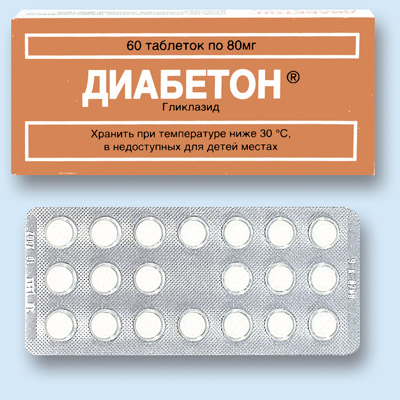 60 таблеток по 80мг
ДИАБЕТОН®
Гликлазид
Хранить при температуре ниже 30 °С,
в недоступных для детей местах